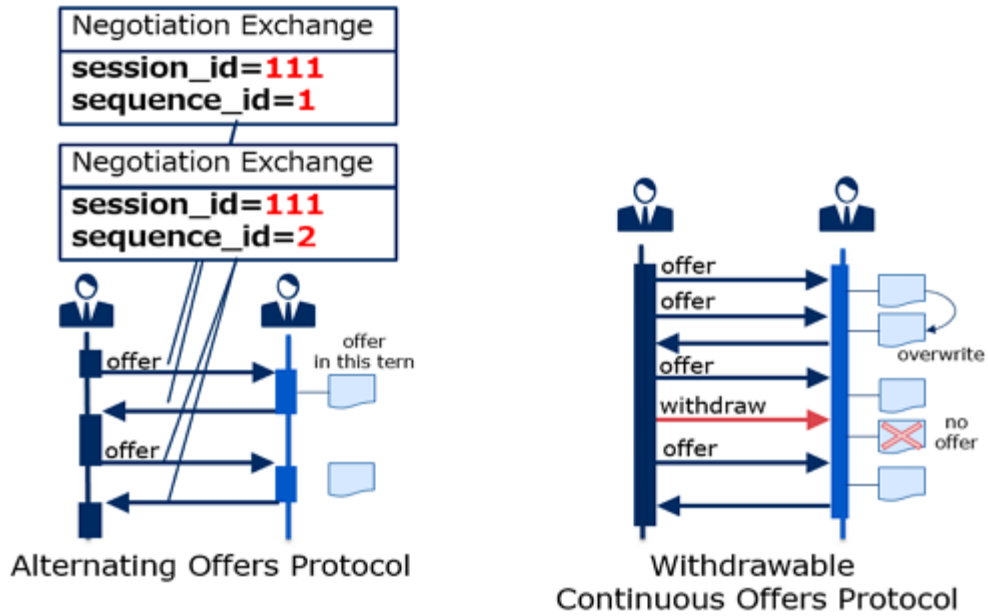 Negotiation Exchange
session_id=111
sequence_id=1
Negotiation Exchange
session_id=111
sequence_id=2
offer
offer
in this tern
offer
Alternating Offers Protocol
offer
offer
overwrite
offer
withdraw
no
offer
offer
Withdrawable
Continuous Offers Protocol